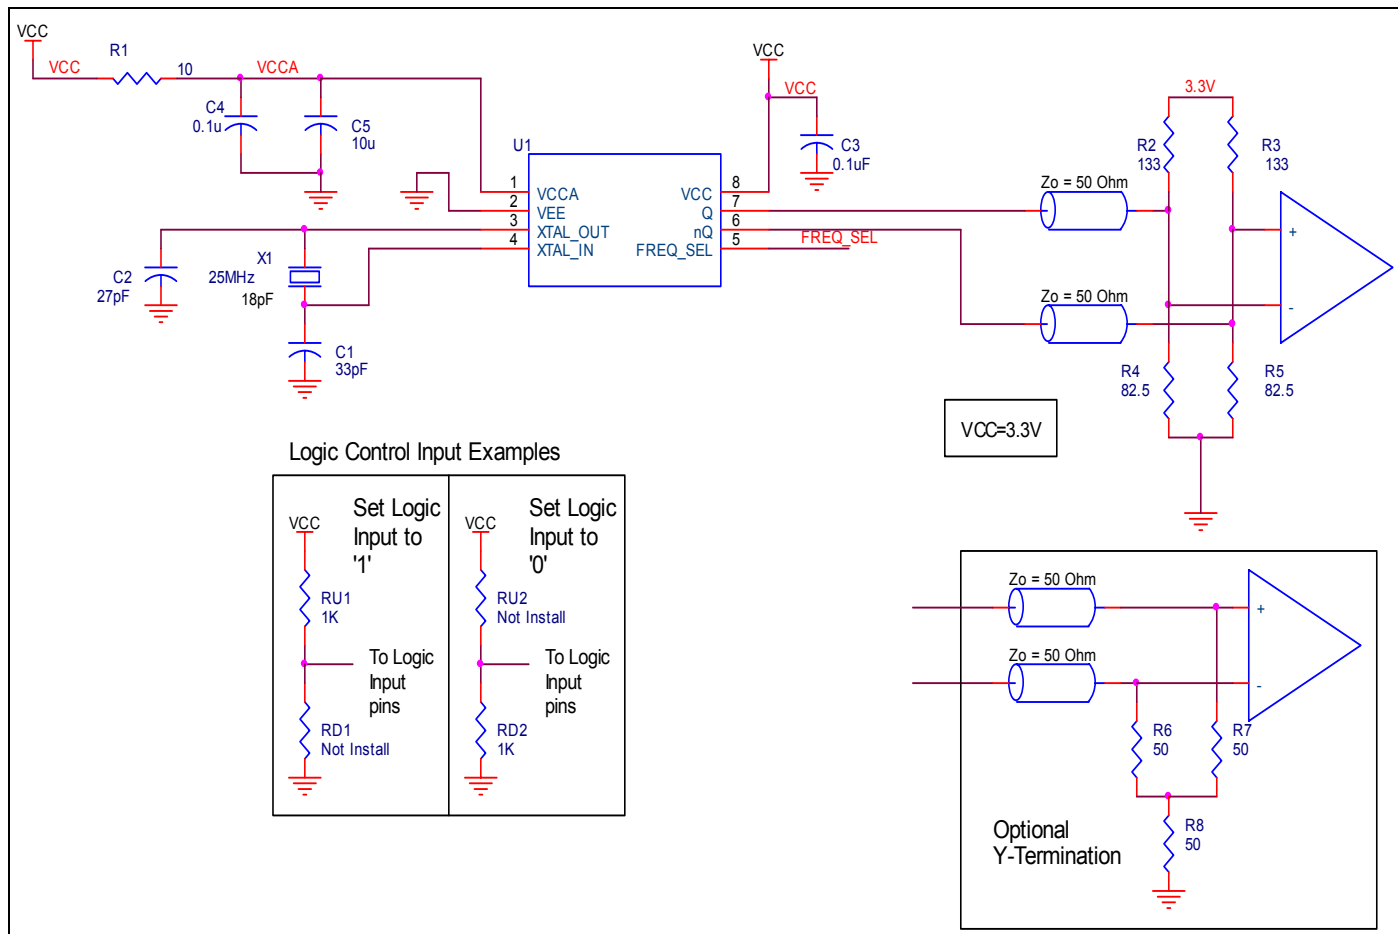 VCC
VCC
R1
10
VCCA
C4
0.1u
C5
10u
VCC
VCC
C3
0.1uF
U1
1
2
3
4
VCCA
VEE
XTAL_OUT
XTAL_IN
VCC
Q
nQ
FREQ_SEL
8
7
6
5
FREQ_SEL
C2
27pF
X1
25MHz
18pF
C1
33pF
3.3V
R2
133
R3
133
Zo = 50 Ohm
Zo = 50 Ohm
+
-
R4
82.5
R5
82.5
VCC=3.3V
Logic Control Input Examples
Set Logic
Input to
'1'
VCC
RU1
1K
To Logic
Input
pins
RD1
Not Install
Set Logic
Input to
'0'
VCC
RU2
Not Install
To Logic
Input
pins
RD2
1K
Zo = 50 Ohm
Zo = 50 Ohm
+
-
R6
50
R7
50
R8
50
Optional
Y-Termination